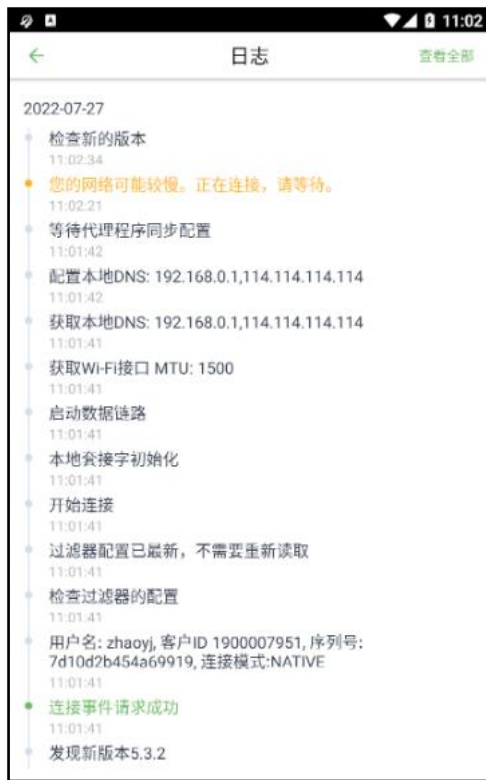 11:02
日志
查看全部
2022-07-27
检查新的版本
11:02:34
您的网络可能较慢。正在连接，请等待。
11:02:21
等待代理程序同步配置
11:01:42
配置本地DNS: 192.168.0.1,114.114.114.114
11:01:42
获取本地DNS: 192.168.0.1,114.114.114.114
11:01:41
获取Wi-Fi接口 MTU: 1500
11:01:41
启动数据链路
11:01:41
本地套接字初始化
11:01:41
开始连接
11:01:41
过滤器配置已最新，不需要重新读取
11:01:41
检查过滤器的配置
11:01:41
用户名: zhaoyj, 客户ID 1900007951, 序列号:
7d10d2b454a69919, 连接模式:NATIVE
11:01:41
连接事件请求成功
11:01:41
发现新版本5.3.2